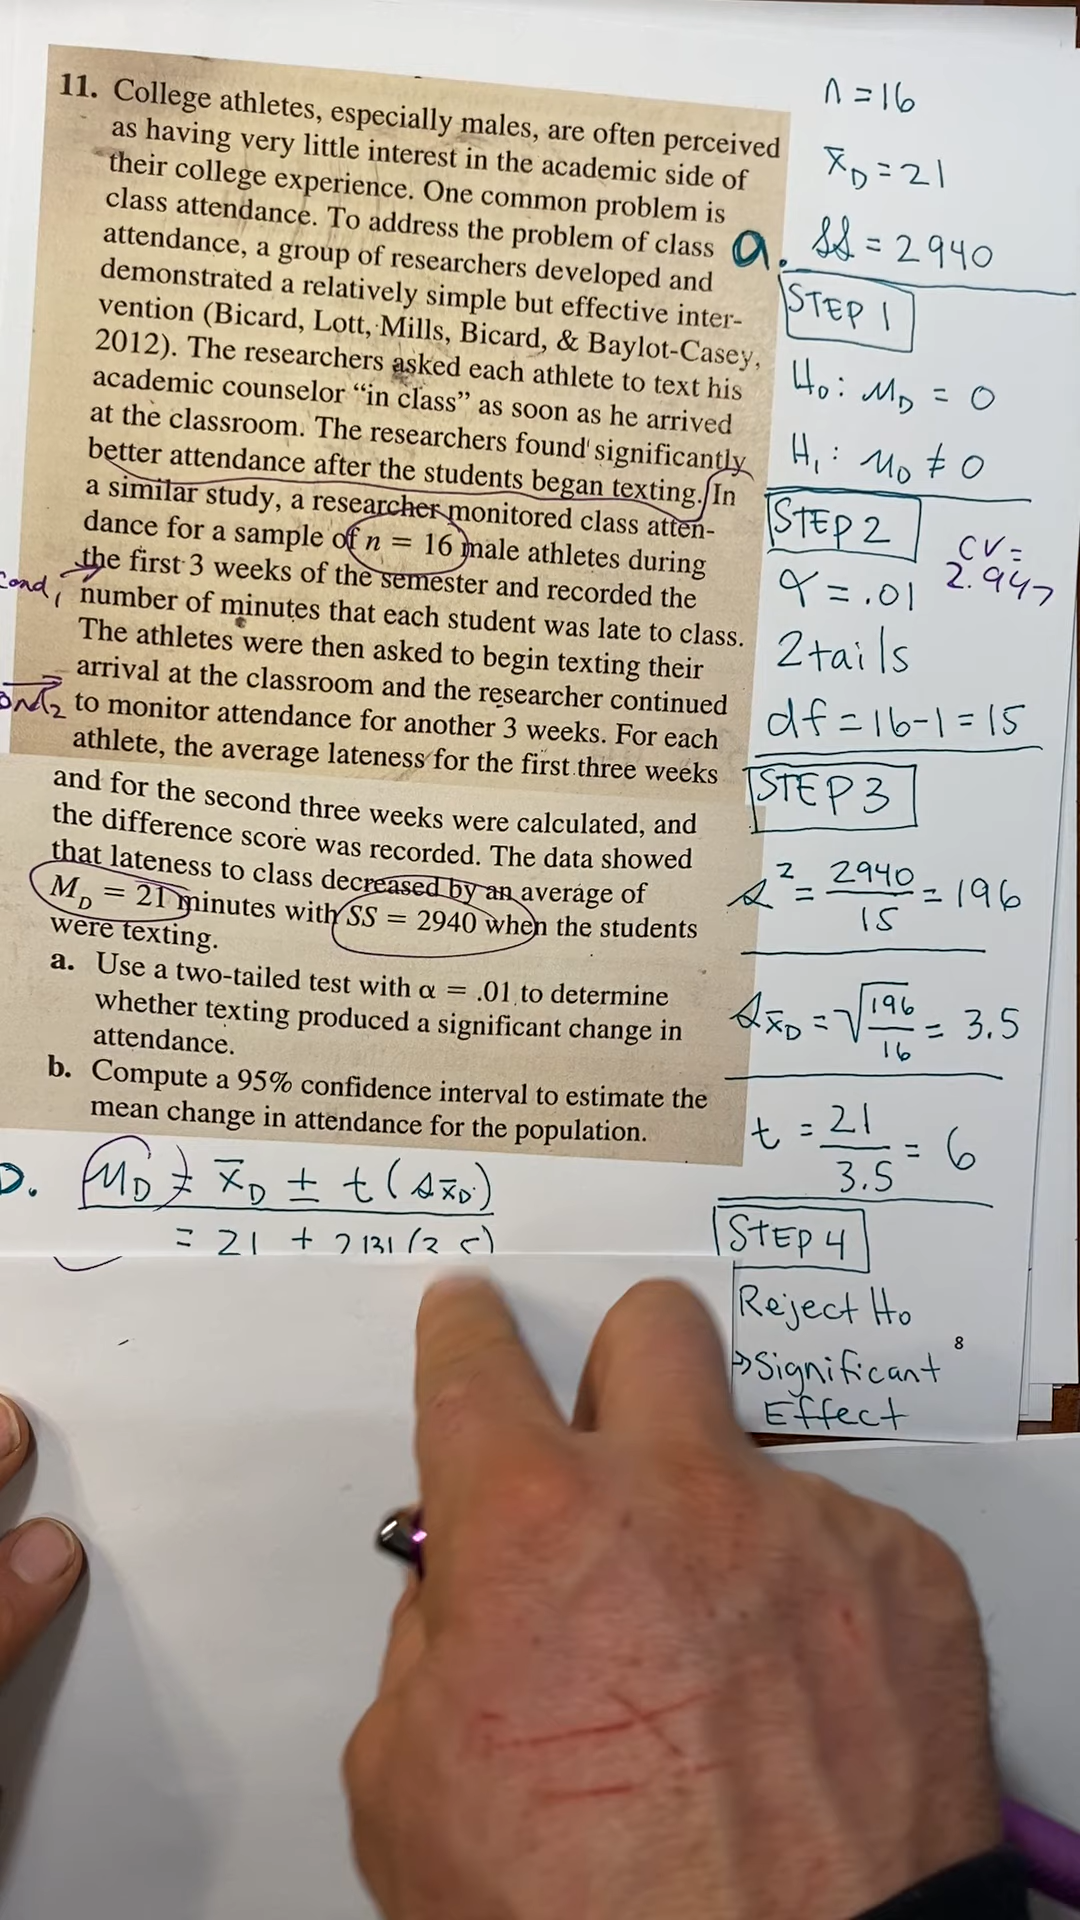 11. College athletes, especially males, are often perceived
as having very little interest in the academic side of
their college experience. One common problem is
class attendance. To address the problem of class
attendance, a group of researchers developed and
demonstrated a relatively simple but effective inter-
vention (Bicard, Lott, Mills, Bicard, & Baylot-Casey,
2012). The researchers asked each athlete to text his
academic counselor “in class” as soon as he arrived
at the classroom. The researchers found significantly
better attendance after the students began texting. In
a similar study, a researcher monitored class atten-
dance for a sample of n = 16 male athletes during
the first 3 weeks of the semester and recorded the
number of minutes that each student was late to class.
The athletes were then asked to begin texting their
arrival at the classroom and the researcher continued
to monitor attendance for another 3 weeks. For each
athlete, the average lateness for the first three weeks
and for the second three weeks were calculated, and
the difference score was recorded. The data showed
that lateness to class decreased by an average of
M_D = 21 minutes with SS = 2940 when the students
were texting.
a. Use a two-tailed test with α = .01 to determine
whether texting produced a significant change in
attendance.
b. Compute a 95% confidence interval to estimate the
mean change in attendance for the population.
cond₁
ond₂
μ_D = x̄_D ± t(s_x̄_D)
= 21 +
n = 16
x̄_D = 21
a. SS = 2940
STEP 1
H₀: μ_D = 0
H₁: μ_D ≠ 0
STEP 2
CV =
2.947
α = .01
2 tails
df = 16-1 = 15
STEP 3
s² = 2940/15 = 196
s_x̄_D = √196/16 = 3.5
t = 21/3.5 = 6
STEP 4
Reject H₀
→ Significant
Effect
8